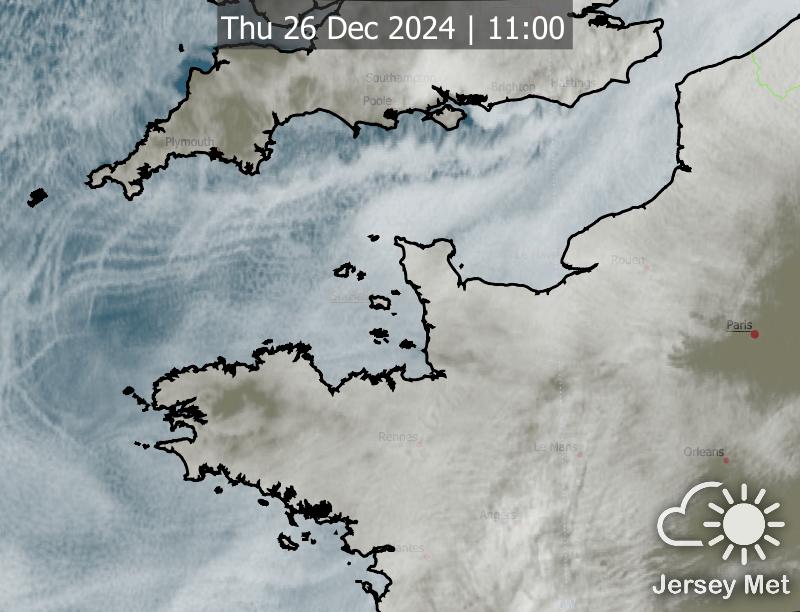 Thu 26 Dec 2024 | 11:00
Southampton
Brighton
Hastings
Poole
Plymouth
Rouen
Paris
Rennes
Le Mans
Orleans
Angers
Jersey Met